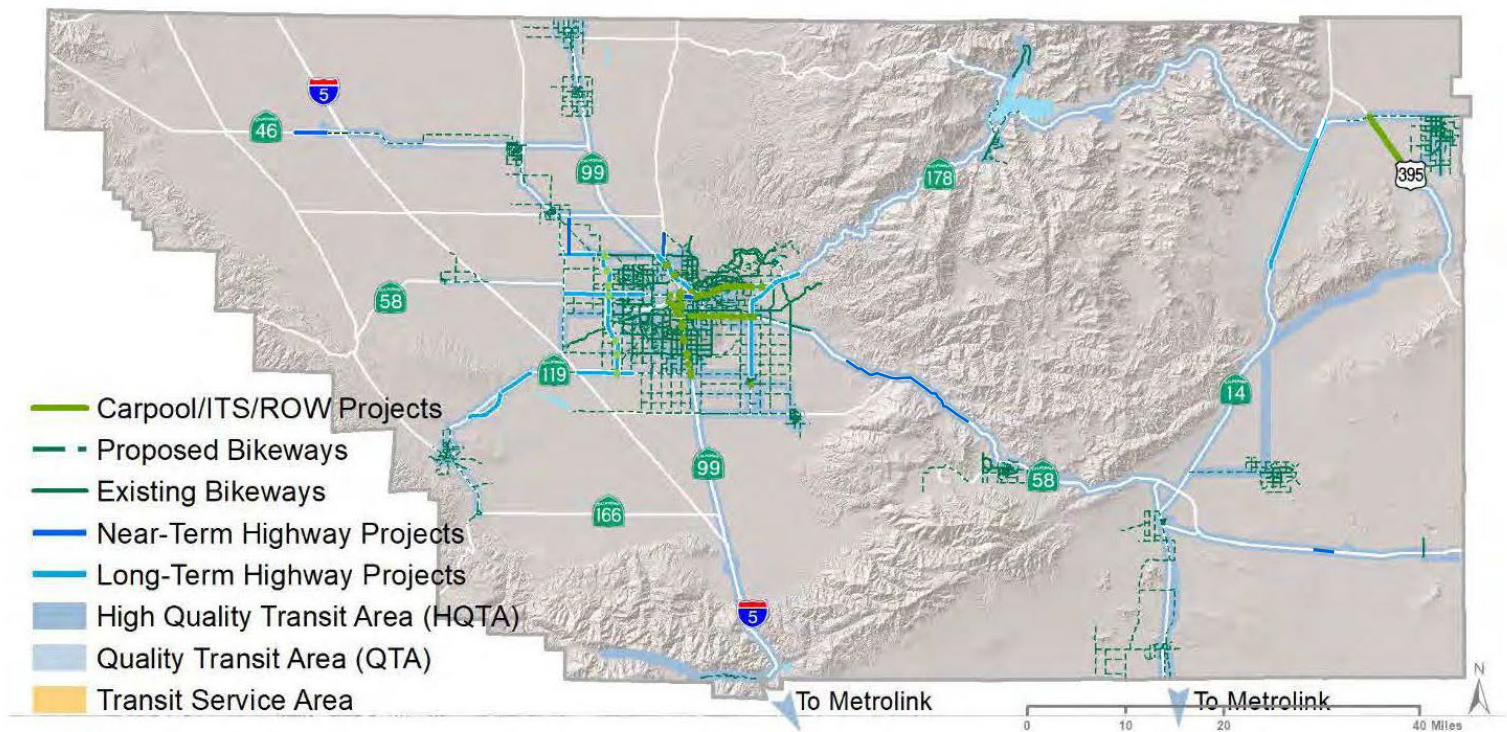 5
46
99
178
395
58
119
14
99
58
166
5
Carpool/ITS/ROW Projects
Proposed Bikeways
Existing Bikeways
Near-Term Highway Projects
Long-Term Highway Projects
High Quality Transit Area (HQTA)
Quality Transit Area (QTA)
Transit Service Area
To Metrolink
To Metrolink
N
0 10 20 40 Miles